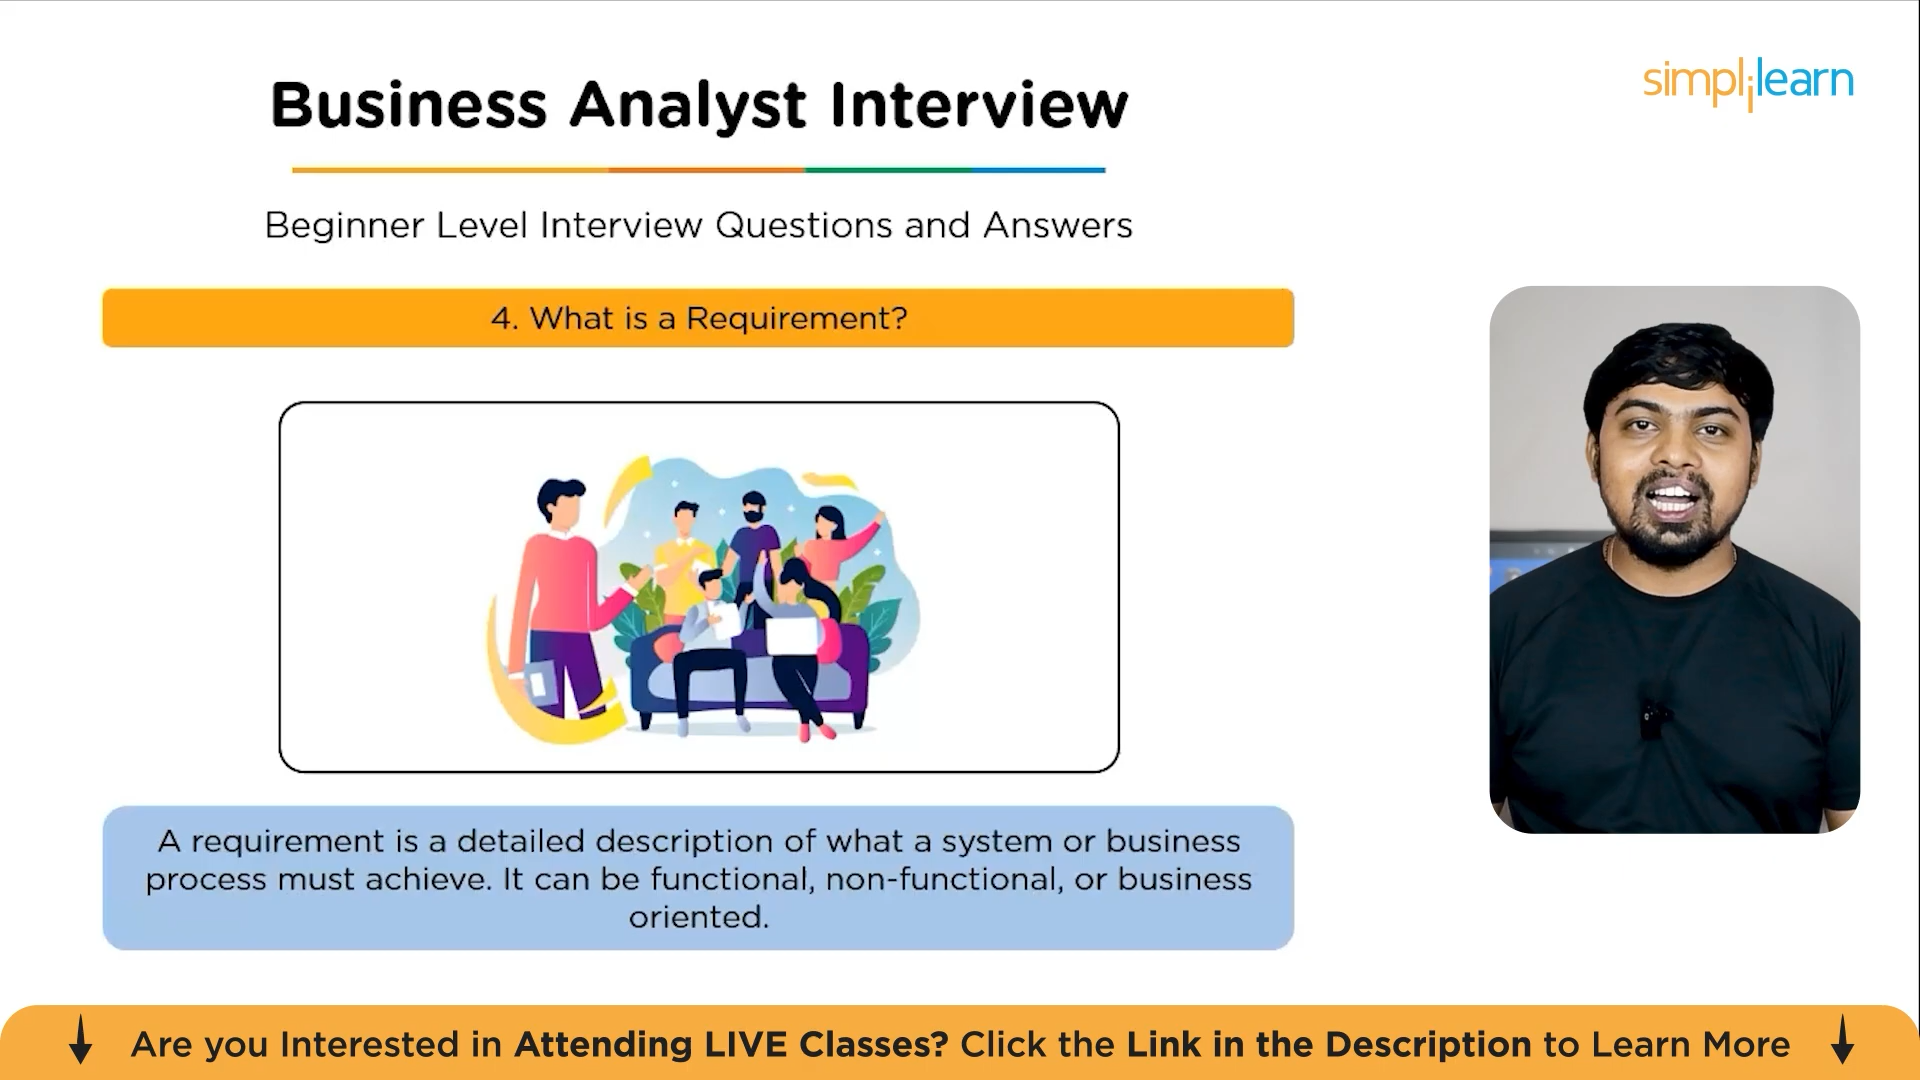 Business Analyst Interview
simplilearn
Beginner Level Interview Questions and Answers
4. What is a Requirement?
A requirement is a detailed description of what a system or business
process must achieve. It can be functional, non-functional, or business
oriented.
Are you Interested in Attending LIVE Classes? Click the Link in the Description to Learn More